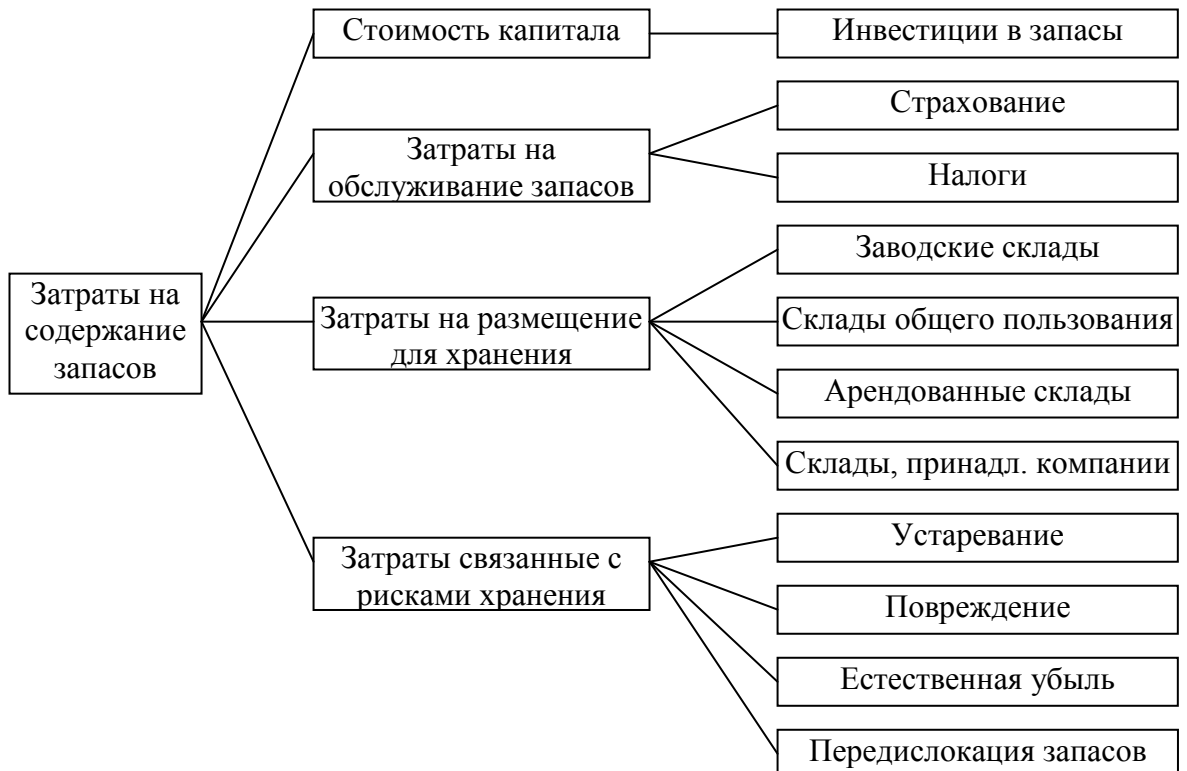 Стоимость капитала
Инвестиции в запасы
Страхование
Затраты на
обслуживание запасов
Налоги
Заводские склады
Затраты на
содержание
запасов
Затраты на размещение
для хранения
Склады общего пользования
Арендованные склады
Склады, принадл. компании
Устаревание
Затраты связанные с
рисками хранения
Повреждение
Естественная убыль
Передислокация запасов